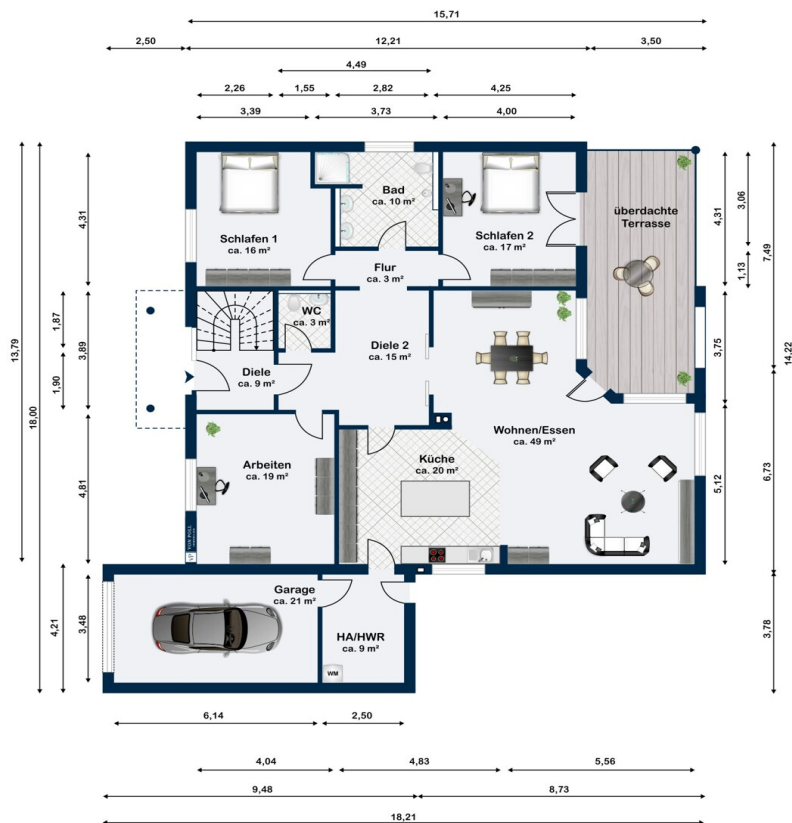 15,71
2,50
12,21
3,50
4,49
2,26
1,55
2,82
4,25
3,39
3,73
4,00
13,79
18,00
4,31
1,87
3,89
1,90
4,81
4,21
3,48
Schlafen 1
ca. 16 m²
Bad
ca. 10 m²
Schlafen 2
ca. 17 m²
überdachte
Terrasse
Flur
ca. 3 m²
WC
ca. 3 m²
Diele
ca. 9 m²
Diele 2
ca. 15 m²
Wohnen/Essen
ca. 49 m²
Arbeiten
ca. 19 m²
Küche
ca. 20 m²
VON POLL
Garage
ca. 21 m²
HA/HWR
ca. 9 m²
WM
4,31
3,06
1,13
7,49
3,75
14,22
5,12
6,73
3,78
6,14
2,50
4,04
4,83
5,56
9,48
8,73
18,21